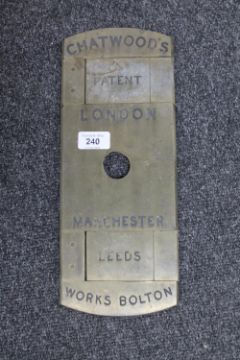 CHATWOOD'S
PATENT
LONDON
240
MANCHESTER
LEEDS
WORKS BOLTON